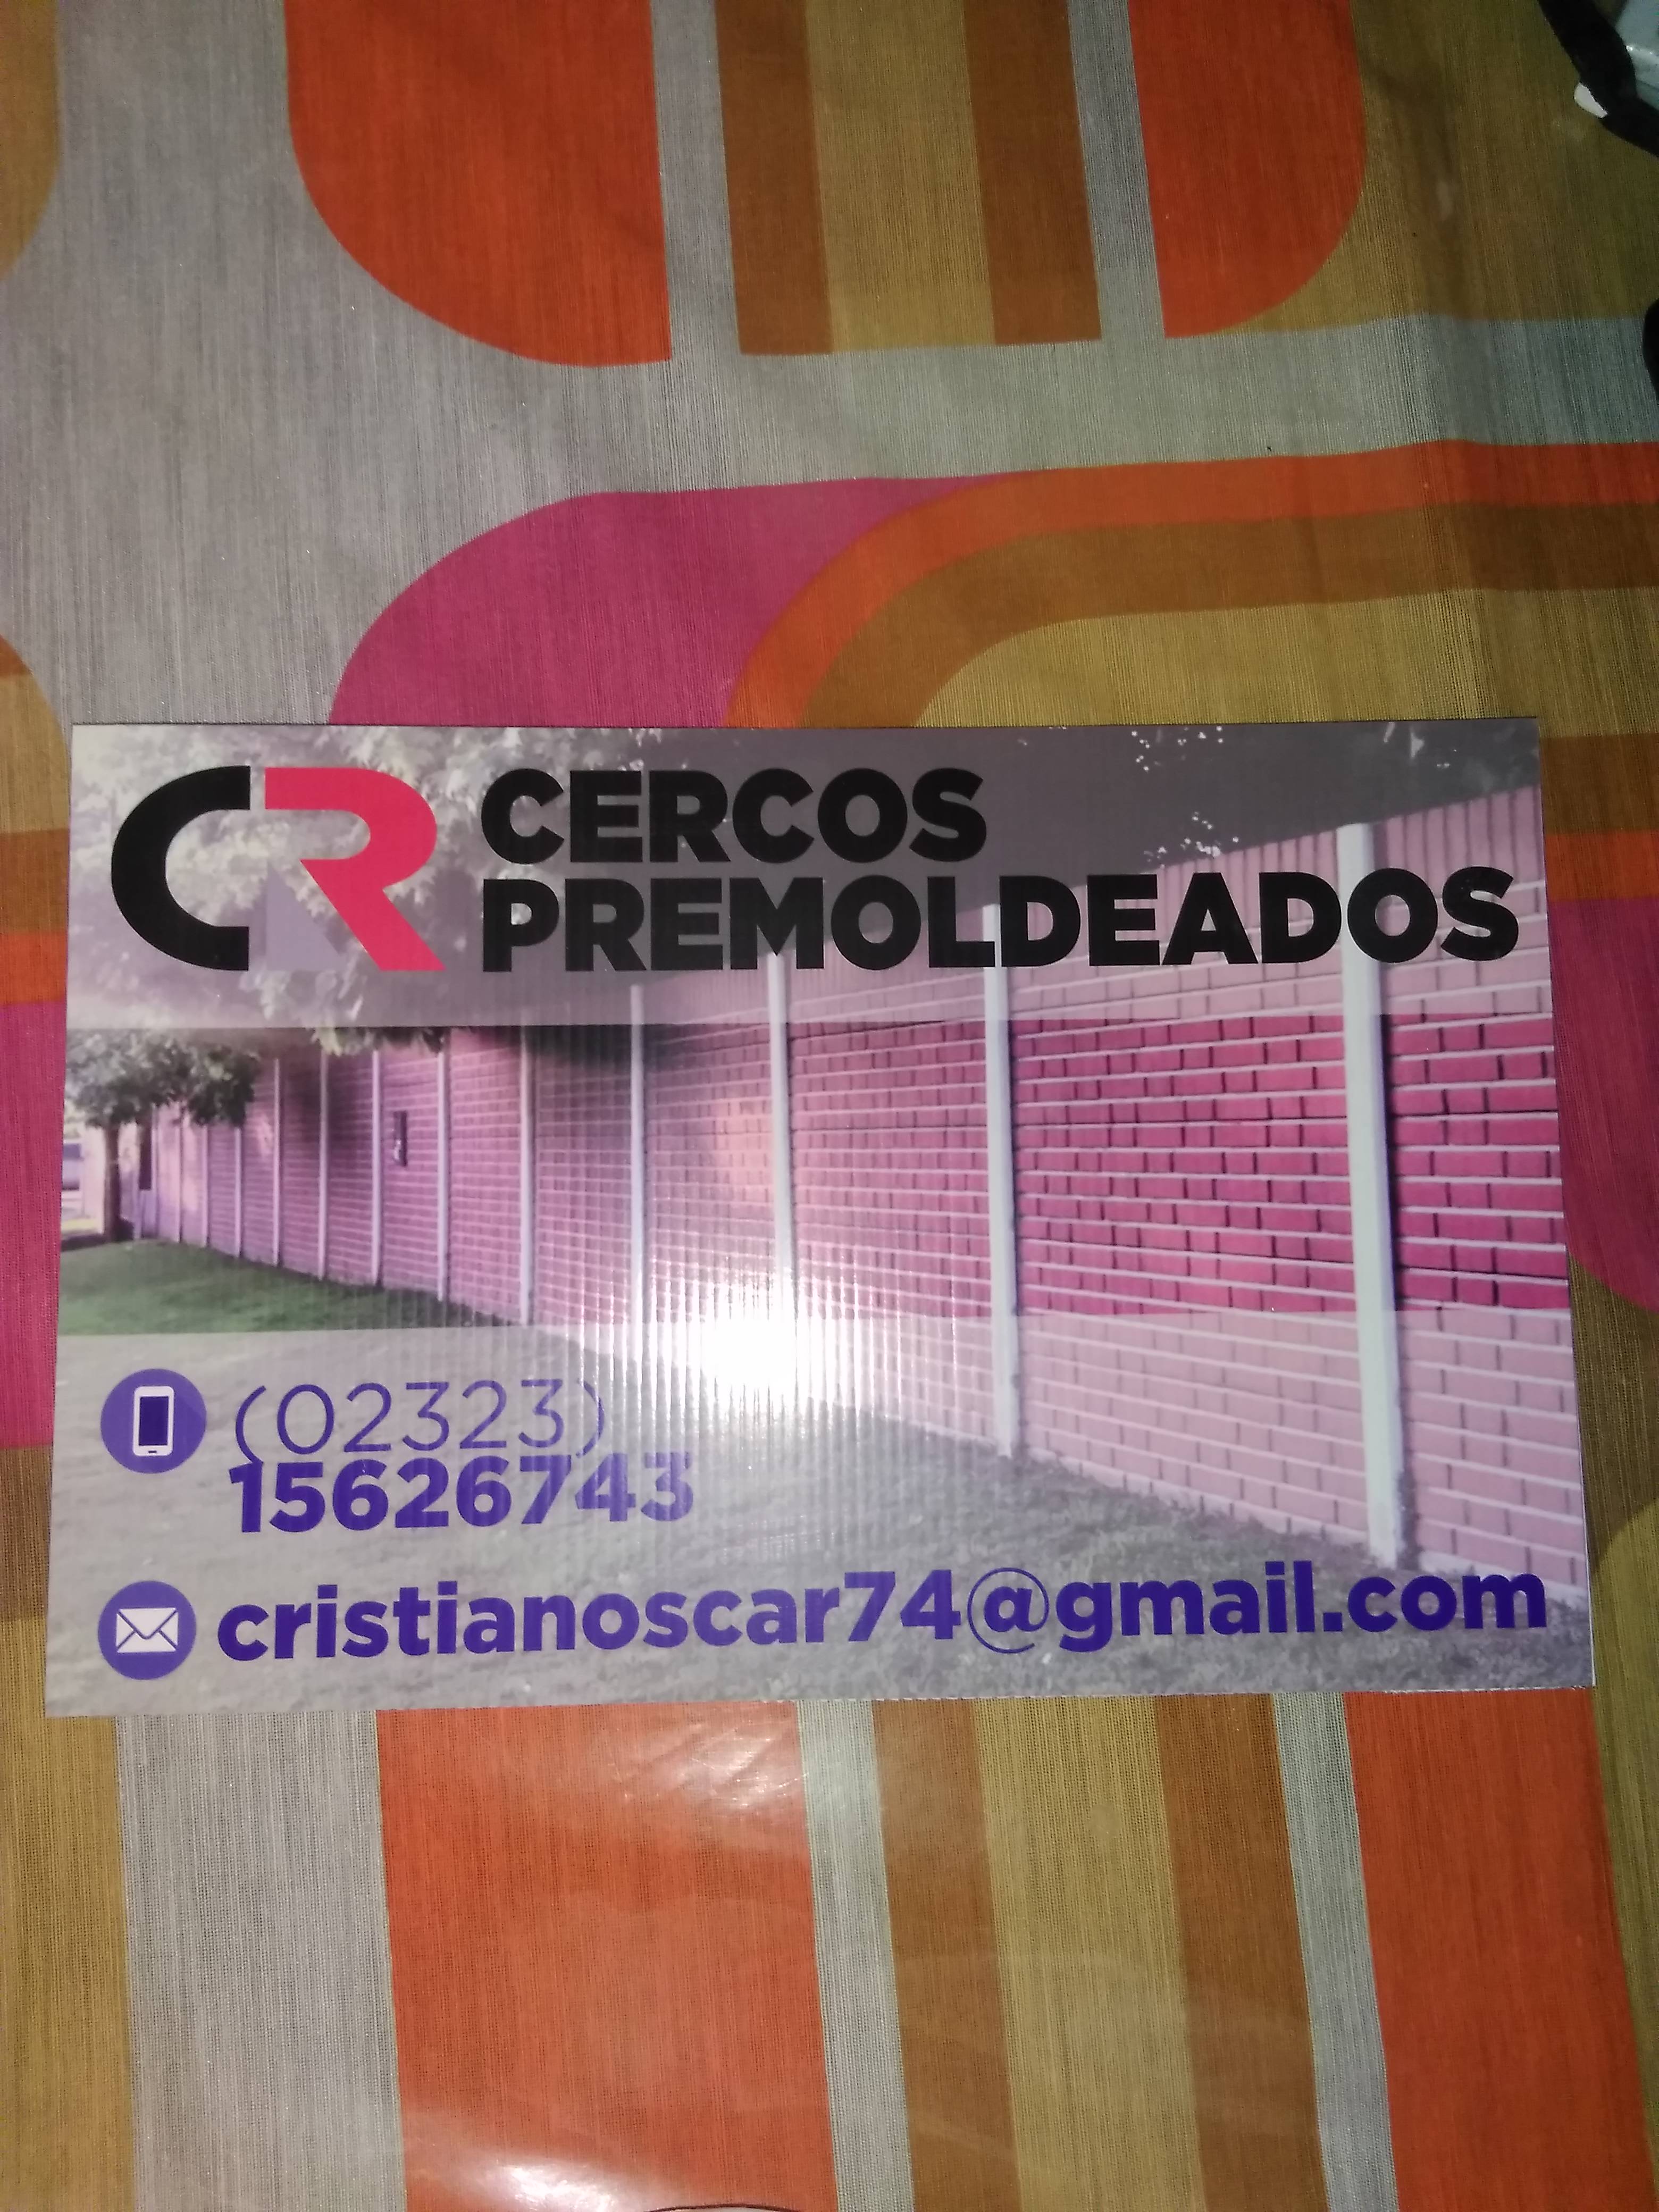 CR CERCOS
PREMOLDEADOS
(02323)
15626743
cristianoscar74@gmail.com